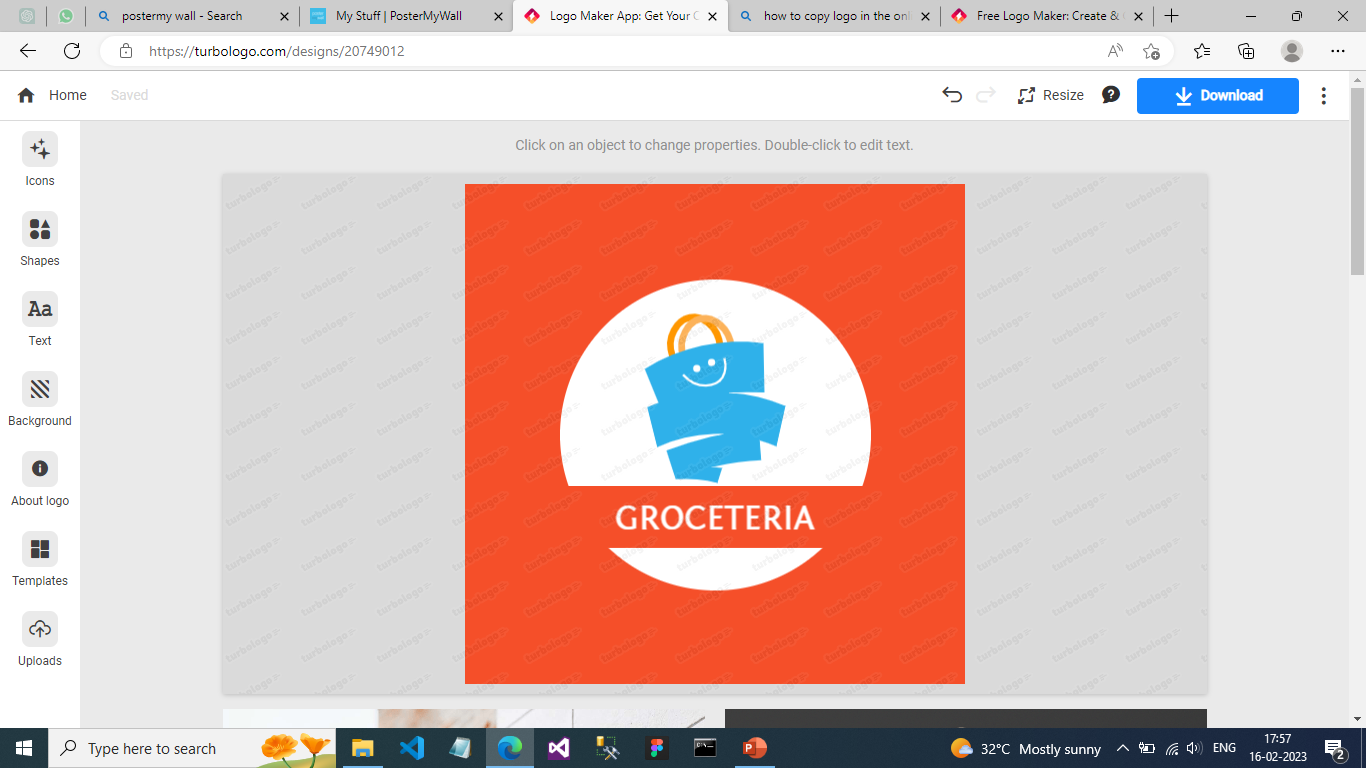 postermy wall - Search
My Stuff | PosterMyWall
Logo Maker App: Get Your C
how to copy logo in the onl
Free Logo Maker: Create &
https://turbologo.com/designs/20749012
Home
Saved
Resize
Download
Click on an object to change properties. Double-click to edit text.
Icons
Shapes
Aa
Text
Background
About logo
Templates
Uploads
turbologo
GROCETERIA
Type here to search
32°C Mostly sunny
ENG
17:57
16-02-2023
2